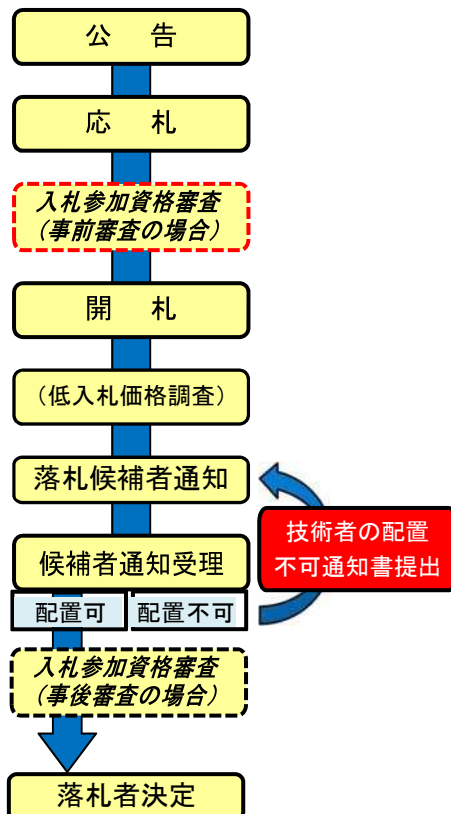 公　告
応　札
入札参加資格審査
（事前審査の場合）
開　札
（低入札価格調査）
落札候補者通知
技術者の配置
不可通知書提出
候補者通知受理
配置可　配置不可
入札参加資格審査
（事後審査の場合）
落札者決定